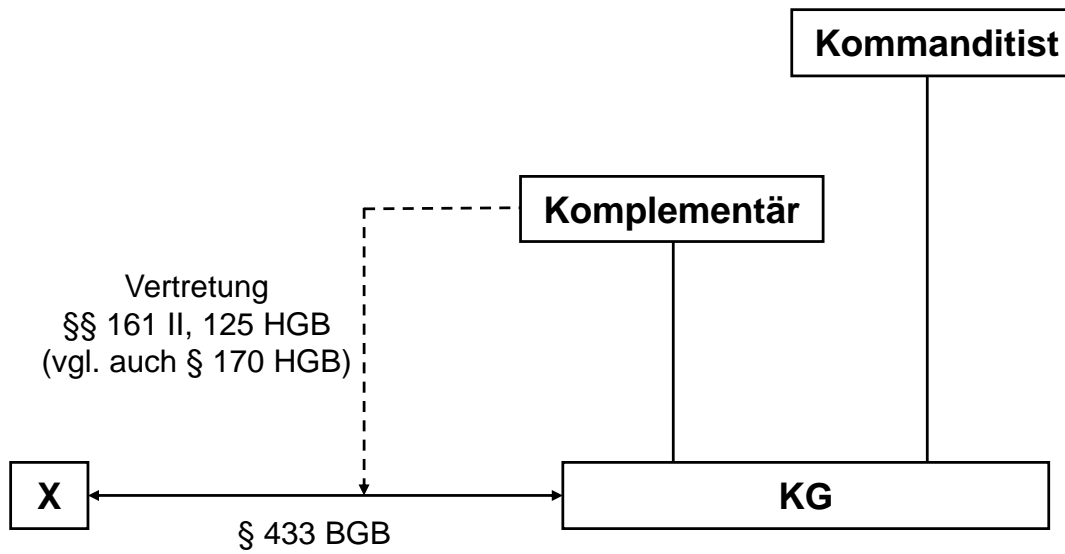 Kommanditist
Komplementär
Vertretung
§§ 161 II, 125 HGB
(vgl. auch § 170 HGB)
X
KG
§ 433 BGB